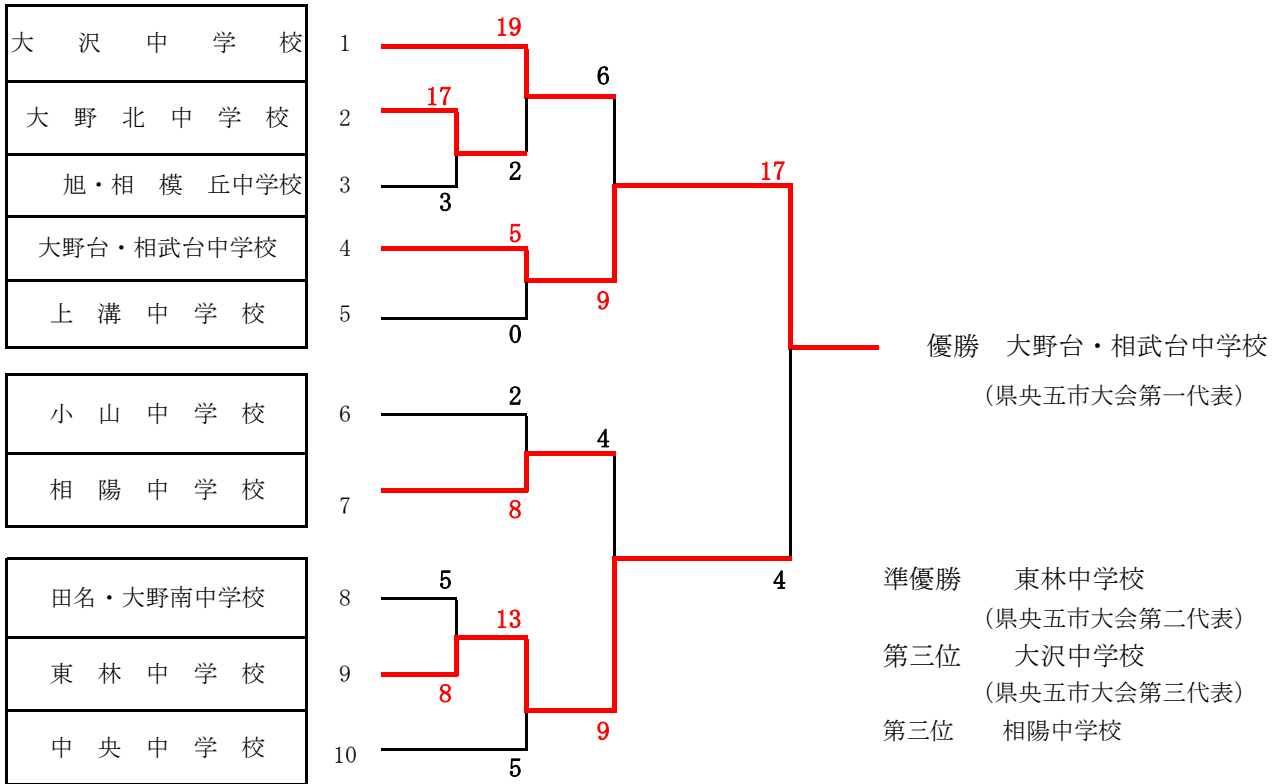 大沢中学校 1 19
6
大野北中学校 2 17
2
旭・相模丘中学校 3 3
17
大野台・相武台中学校 4 5
9
上溝中学校 5 0
優勝 大野台・相武台中学校
（県央五市大会第一代表）
小山中学校 6 2
4
相陽中学校 7 8
田名・大野南中学校 8 5
13
4
準優勝 東林中学校
（県央五市大会第二代表）
東林中学校 9 8
第三位 大沢中学校
（県央五市大会第三代表）
9
第三位 相陽中学校
中央中学校 10 5